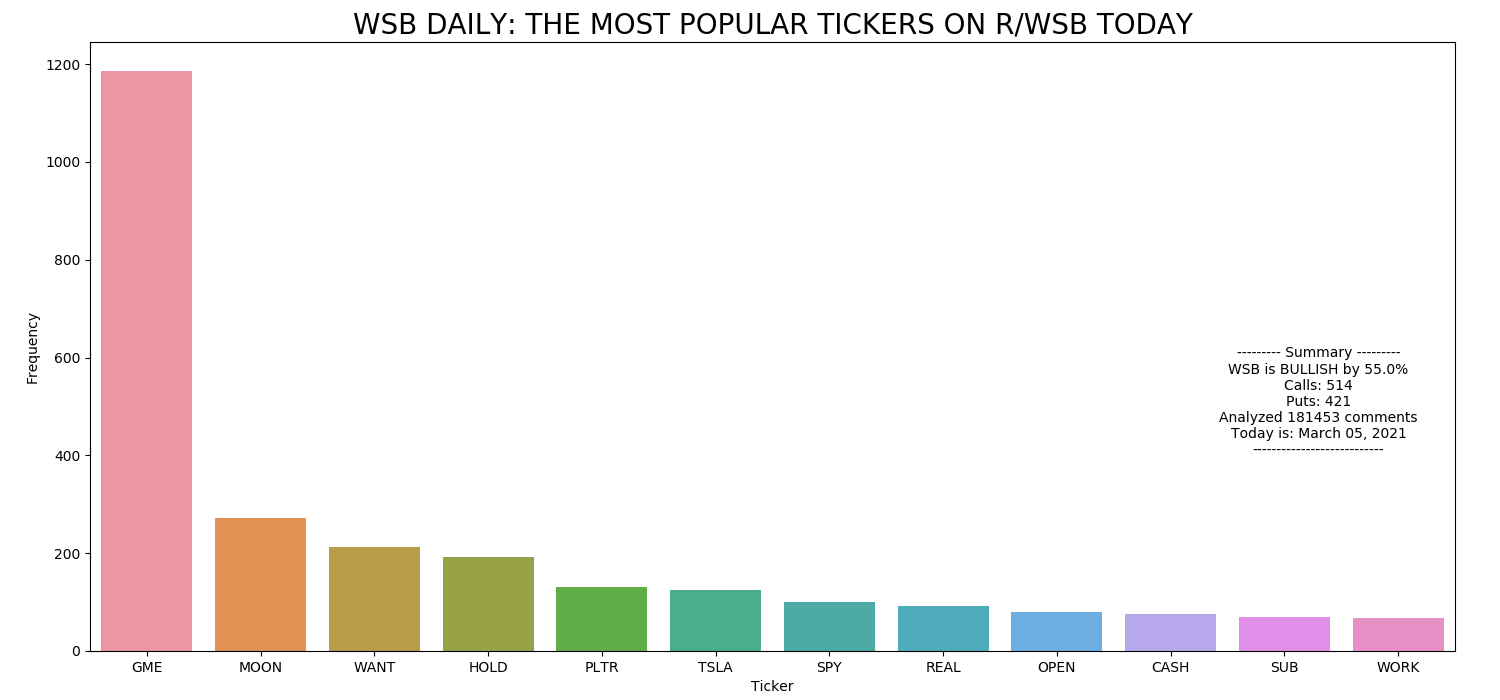 WSB DAILY: THE MOST POPULAR TICKERS ON R/WSB TODAY
1200
1000
800
600
400
200
0
Frequency
--------- Summary ---------
WSB is BULLISH by 55.0%
Calls: 514
Puts: 421
Analyzed 181453 comments
Today is: March 05, 2021
---------------------------
GME MOON WANT HOLD PLTR TSLA SPY REAL OPEN CASH SUB WORK
Ticker